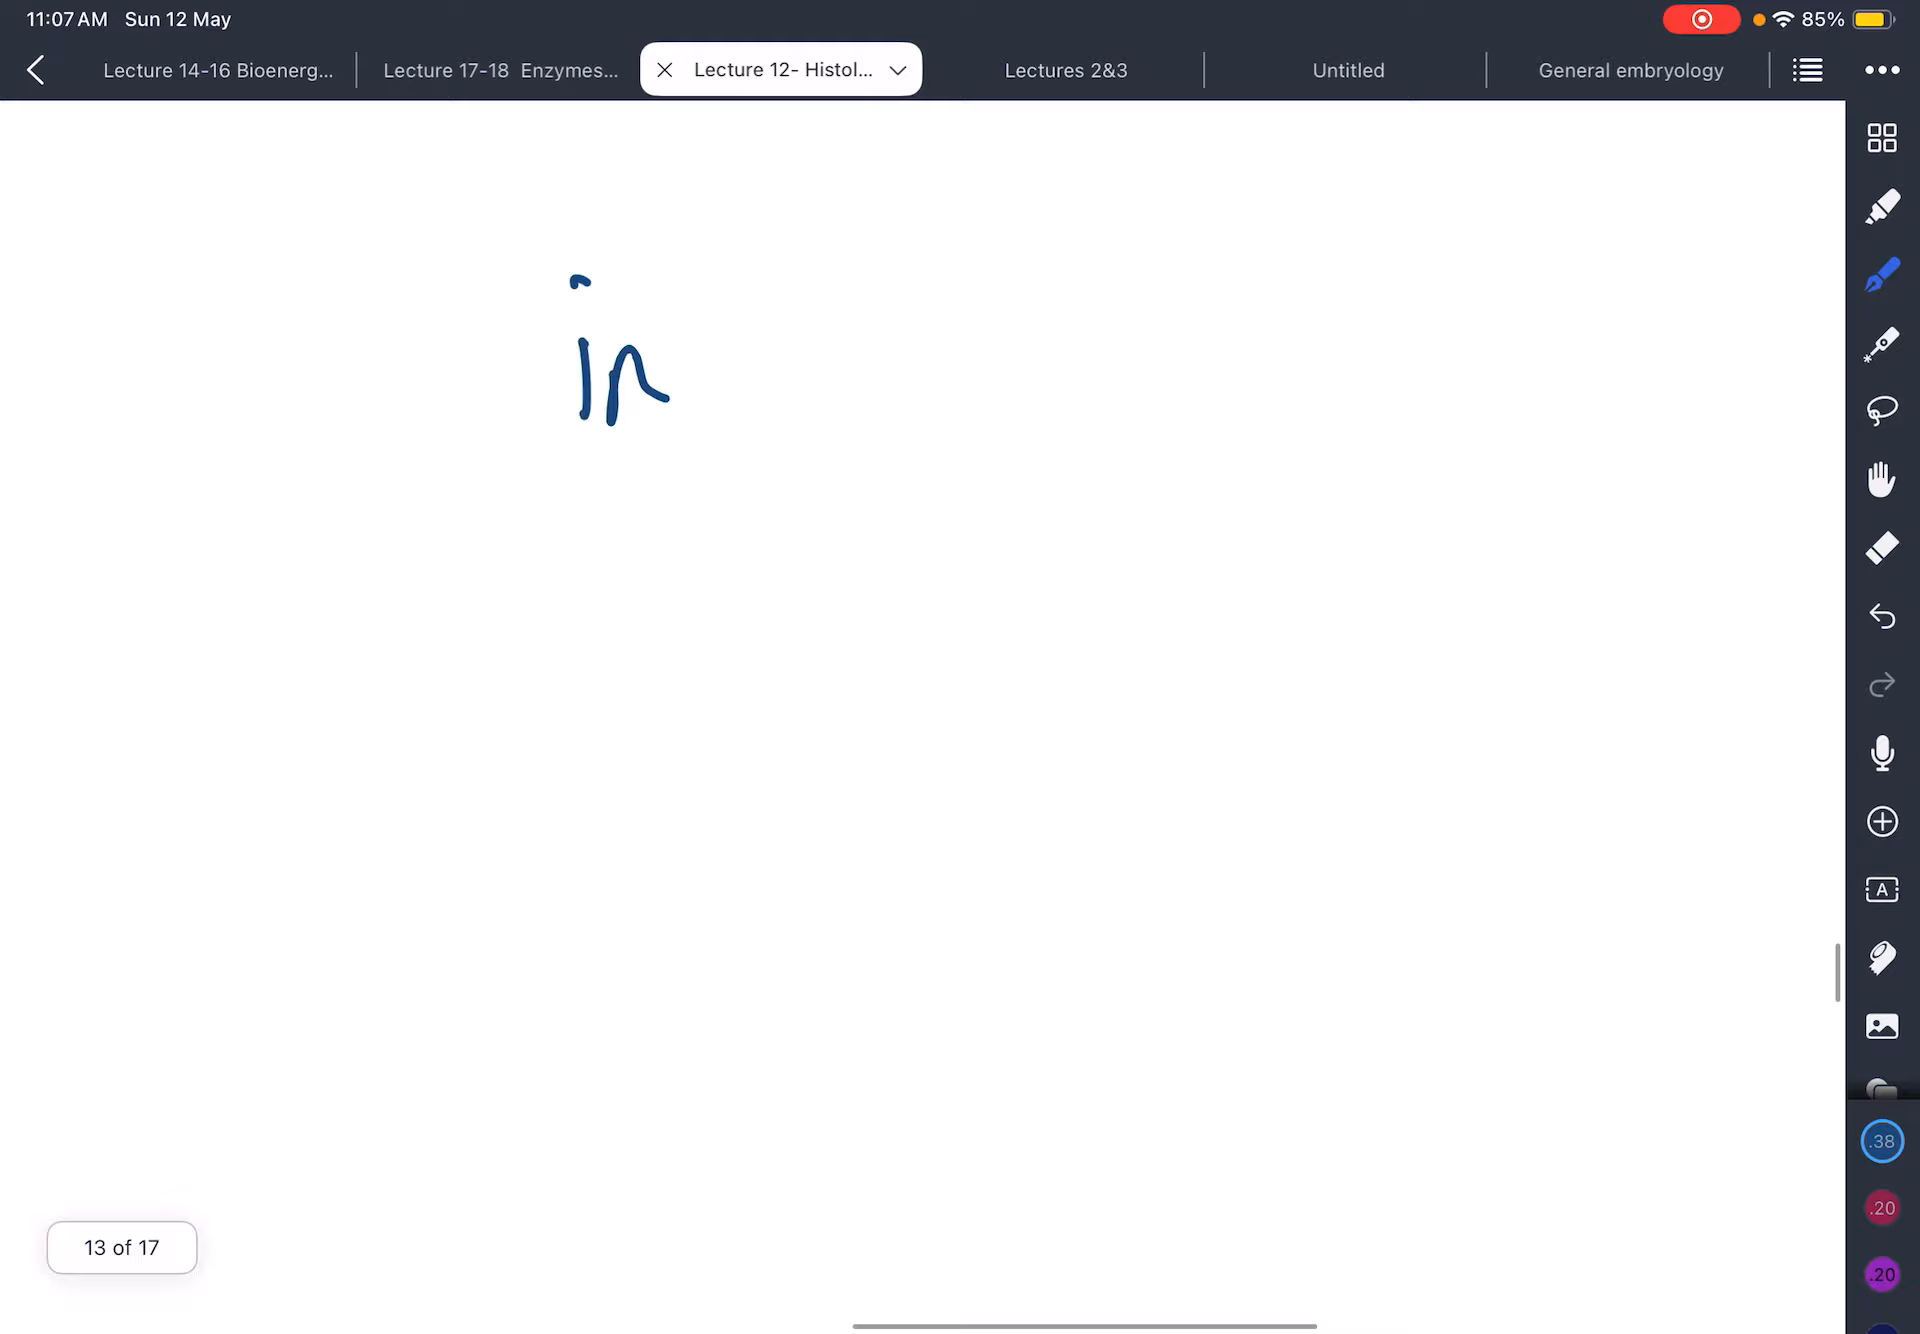 11:07 AM Sun 12 May 85%
Lecture 14-16 Bioenerg... Lecture 17-18 Enzymes... Lecture 12- Histol... Lectures 2&3 Untitled General embryology
in
A
.38
.20
13 of 17
.20